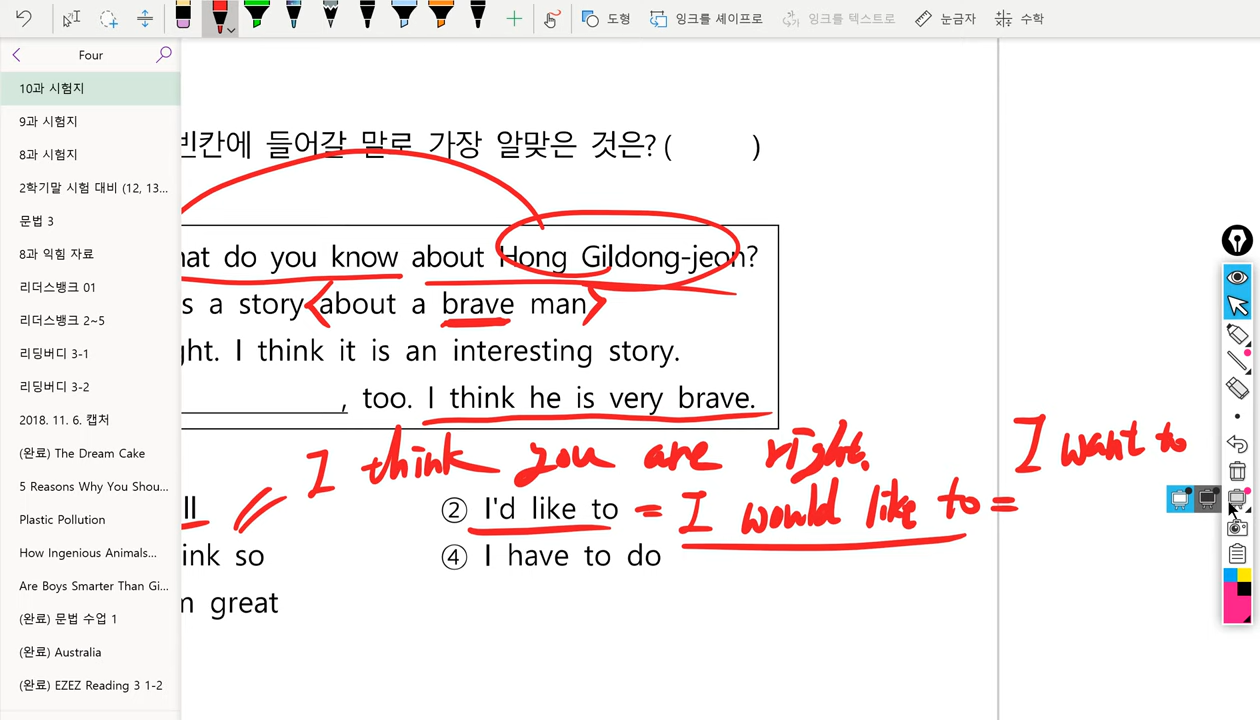 도형
잉크를 셰이프로
잉크를 텍스트로
눈금자
수학
Four
10과 시험지
9과 시험지
8과 시험지
2학기말 시험 대비 (12, 13...
문법 3
8과 익힘 자료
리더스뱅크 01
리더스뱅크 2~5
리딩버디 3-1
리딩버디 3-2
2018. 11. 6. 캡처
(완료) The Dream Cake
5 Reasons Why You Shou...
Plastic Pollution
How Ingenious Animals...
Are Boys Smarter Than Gi...
(완료) 문법 수업 1
(완료) Australia
(완료) EZEZ Reading 3 1-2
빈칸에 들어갈 말로 가장 알맞은 것은? ( )
hat do you know about Hong Gildong-jeon?
s a story <about a brave man>
ght. I think it is an interesting story.
, too. I think he is very brave.
I think you are right.
I want to
ll
② I'd like to = I would like to =
ink so
④ I have to do
m great